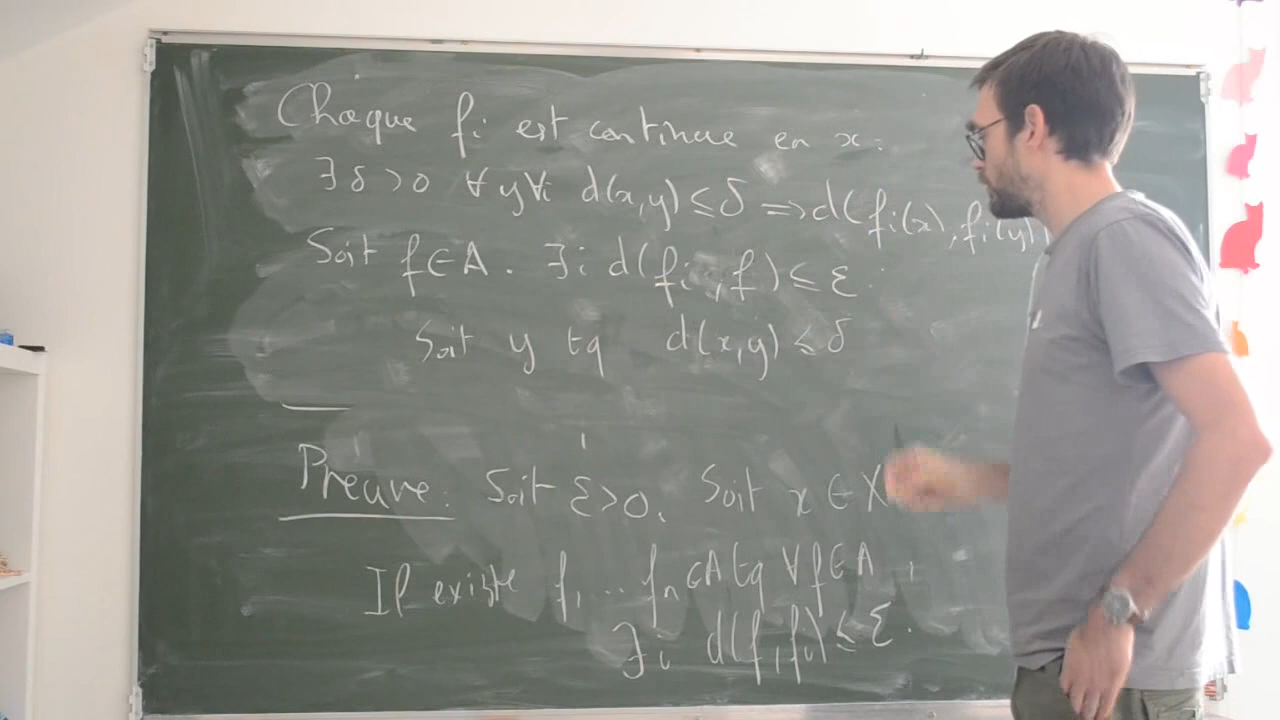 Chaque fi est continue en x :
∃ δ > 0 ∀ y ∀ i d(x,y) ≤ δ ⟹ d(fi(x), fi(y)
Soit f ∈ A. ∃ i d(fi, f) ≤ ε :
Soit y tq d(x,y) ≤ δ
Preuve : Soit ε > 0. Soit x ∈ X
Il existe f1 ... fn ∈ A tq ∀ f ∈ A,
∃ i d(f, fi) ≤ ε.